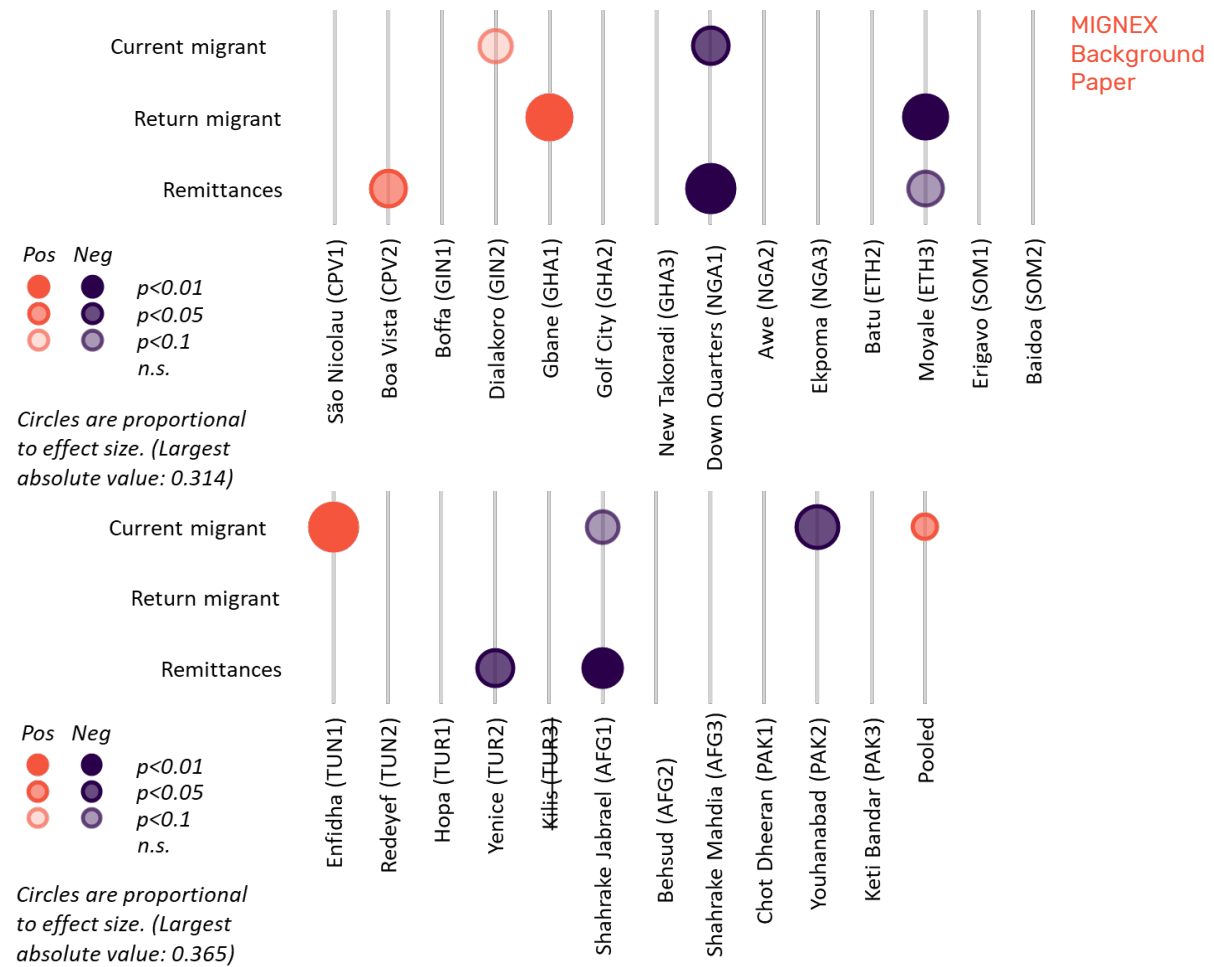 MIGNEX
Background
Paper
Current migrant
Return migrant
Remittances
São Nicolau (CPV1)
Boa Vista (CPV2)
Boffa (GIN1)
Dialakoro (GIN2)
Gbane (GHA1)
Golf City (GHA2)
New Takoradi (GHA3)
Down Quarters (NGA1)
Awe (NGA2)
Ekpoma (NGA3)
Batu (ETH2)
Moyale (ETH3)
Erigavo (SOM1)
Baidoa (SOM2)
Pos Neg
p<0.01
p<0.05
p<0.1
n.s.
Circles are proportional
to effect size. (Largest
absolute value: 0.314)
Current migrant
Return migrant
Remittances
Enfidha (TUN1)
Redeyef (TUN2)
Hopa (TUR1)
Yenice (TUR2)
Kilis (TUR3)
Shahrake Jabrael (AFG1)
Behsud (AFG2)
Shahrake Mahdia (AFG3)
Chot Dheeran (PAK1)
Youhanabad (PAK2)
Keti Bandar (PAK3)
Pooled
Pos Neg
p<0.01
p<0.05
p<0.1
n.s.
Circles are proportional
to effect size. (Largest
absolute value: 0.365)